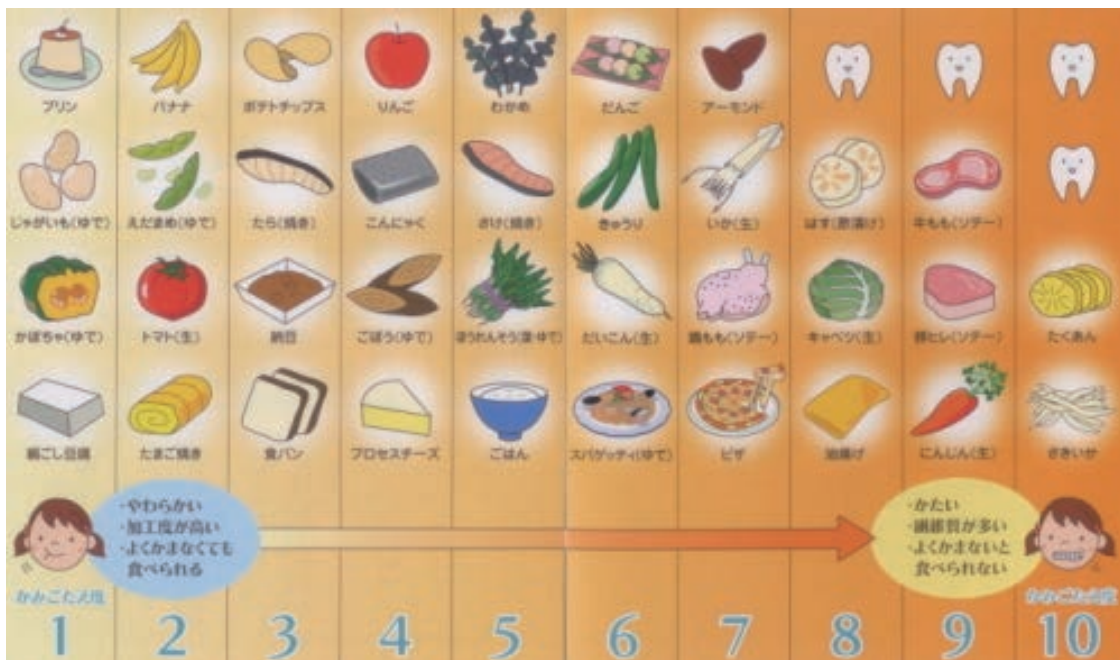 プリン
バナナ
ポテトチップス
りんご
わかめ
だんご
アーモンド
じゃがいも(ゆで)
えだまめ(ゆで)
たら(焼き)
こんにゃく
さけ(焼き)
きゅうり
いか(生)
はす(酢漬け)
牛もも(ソテー)
かぼちゃ(ゆで)
トマト(生)
納豆
ごぼう(ゆで)
ほうれんそう(葉・ゆで)
だいこん(生)
鶏もも(ソテー)
キャベツ(生)
豚ヒレ(ソテー)
たくあん
絹ごし豆腐
たまご焼き
食パン
プロセスチーズ
ごはん
スパゲッティ(ゆで)
ピザ
油揚げ
にんじん(生)
さきいか
・やわらかい
・加工度が高い
・よくかまなくても
食べられる
・かたい
・繊維質が多い
・よくかまないと
食べられない
かみごたえ度
かみごたえ度
1
2
3
4
5
6
7
8
9
10